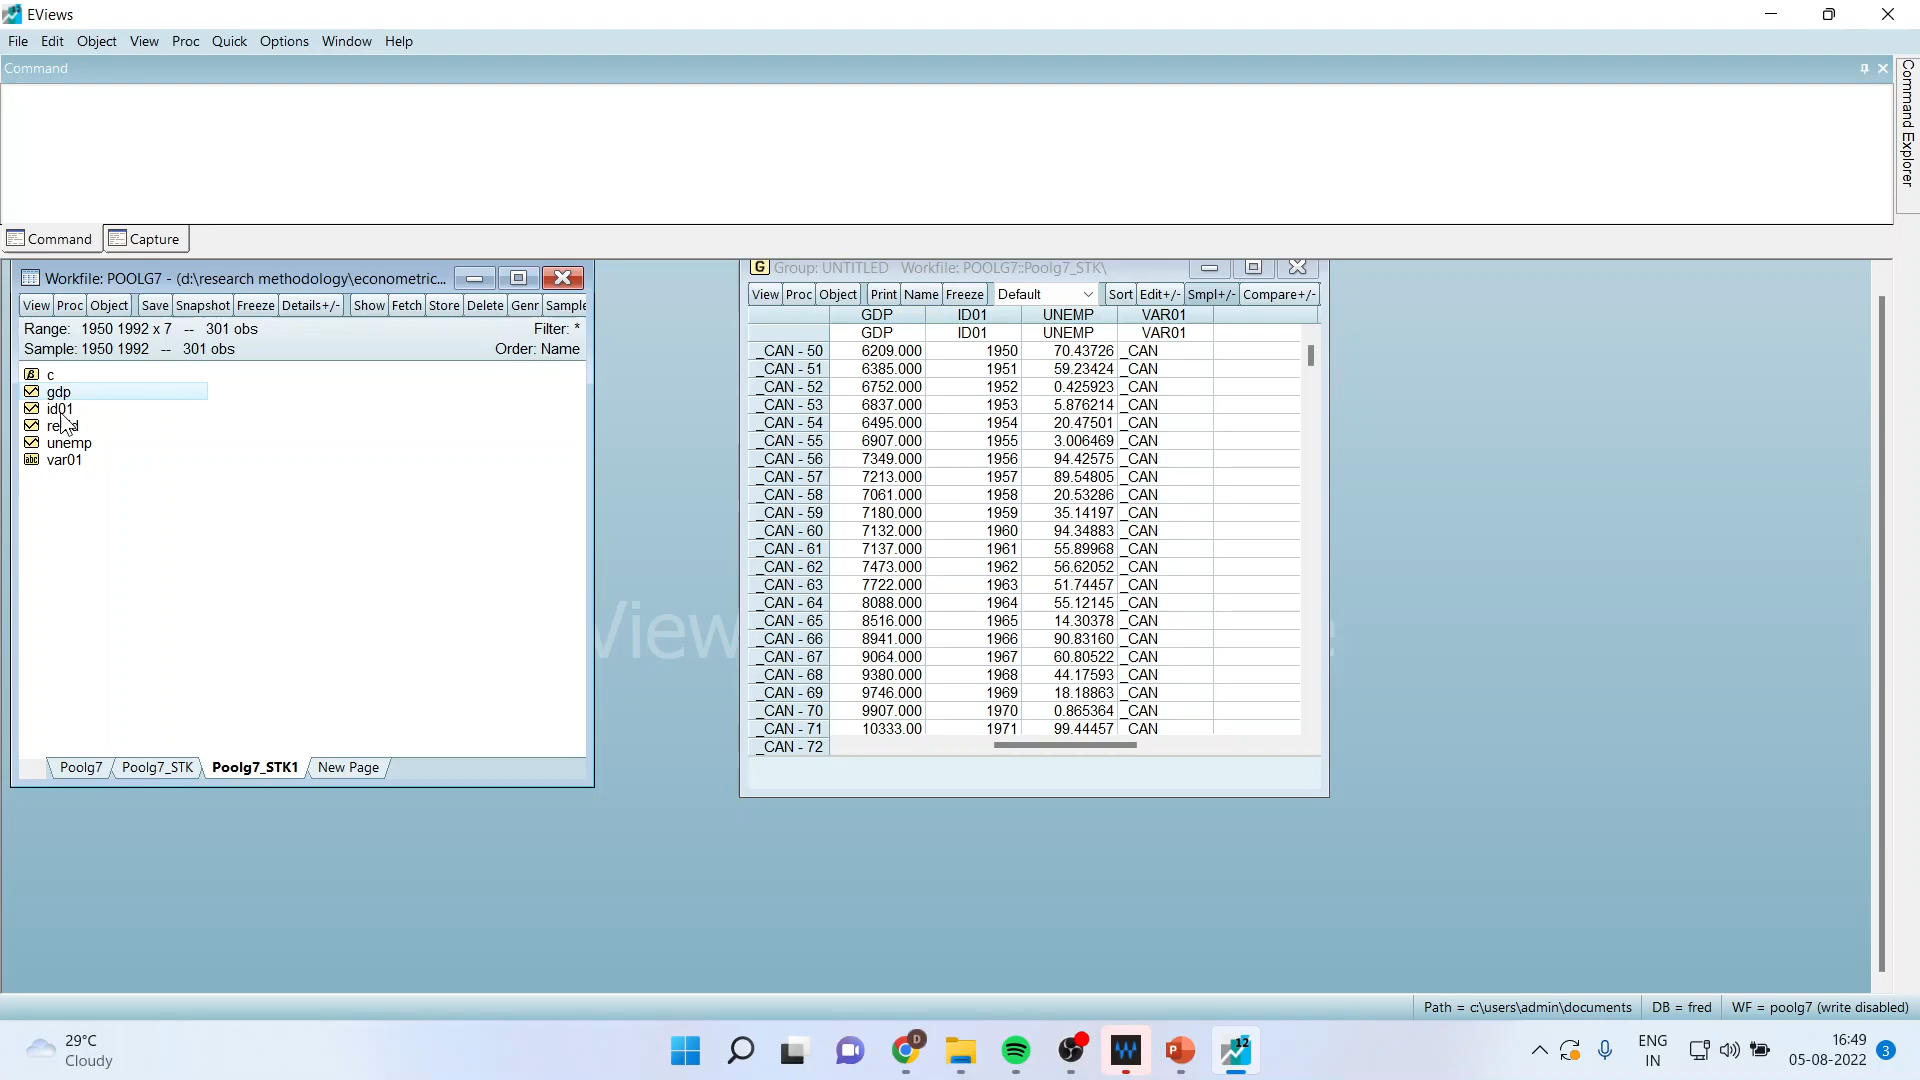 EViews
File Edit Object View Proc Quick Options Window Help
Command
Command Explorer
Command Capture
Workfile: POOLG7 - (d:\research methodology\econometric...
View Proc Object Save Snapshot Freeze Details+/- Show Fetch Store Delete Genr Sample
Range: 1950 1992 x 7 -- 301 obs Filter: *
Sample: 1950 1992 -- 301 obs Order: Name
c
gdp
id01
unemp
var01
Poolg7 Poolg7_STK Poolg7_STK1 New Page
View
Group: UNTITLED Workfile: POOLG7::Poolg7_STK\
View Proc Object Print Name Freeze Default Sort Edit+/- Smpl+/- Compare+/-
GDP ID01 UNEMP VAR01
GDP ID01 UNEMP VAR01
_CAN - 50 6209.000 1950 70.43726 _CAN
_CAN - 51 6385.000 1951 59.23424 _CAN
_CAN - 52 6752.000 1952 0.425923 _CAN
_CAN - 53 6837.000 1953 5.876214 _CAN
_CAN - 54 6495.000 1954 20.47501 _CAN
_CAN - 55 6907.000 1955 3.006469 _CAN
_CAN - 56 7349.000 1956 94.42575 _CAN
_CAN - 57 7213.000 1957 89.54805 _CAN
_CAN - 58 7061.000 1958 20.53286 _CAN
_CAN - 59 7180.000 1959 35.14197 _CAN
_CAN - 60 7132.000 1960 94.34883 _CAN
_CAN - 61 7137.000 1961 55.89968 _CAN
_CAN - 62 7473.000 1962 56.62052 _CAN
_CAN - 63 7722.000 1963 51.74457 _CAN
_CAN - 64 8088.000 1964 55.12145 _CAN
_CAN - 65 8516.000 1965 14.30378 _CAN
_CAN - 66 8941.000 1966 90.83160 _CAN
_CAN - 67 9064.000 1967 60.80522 _CAN
_CAN - 68 9380.000 1968 44.17593 _CAN
_CAN - 69 9746.000 1969 18.18863 _CAN
_CAN - 70 9907.000 1970 0.865364 _CAN
_CAN - 71 10333.00 1971 99.44457 _CAN
_CAN - 72
Path = c:\users\admin\documents DB = fred WF = poolg7 (write disabled)
29°C
Cloudy
D
12
ENG
IN
16:49
05-08-2022
3